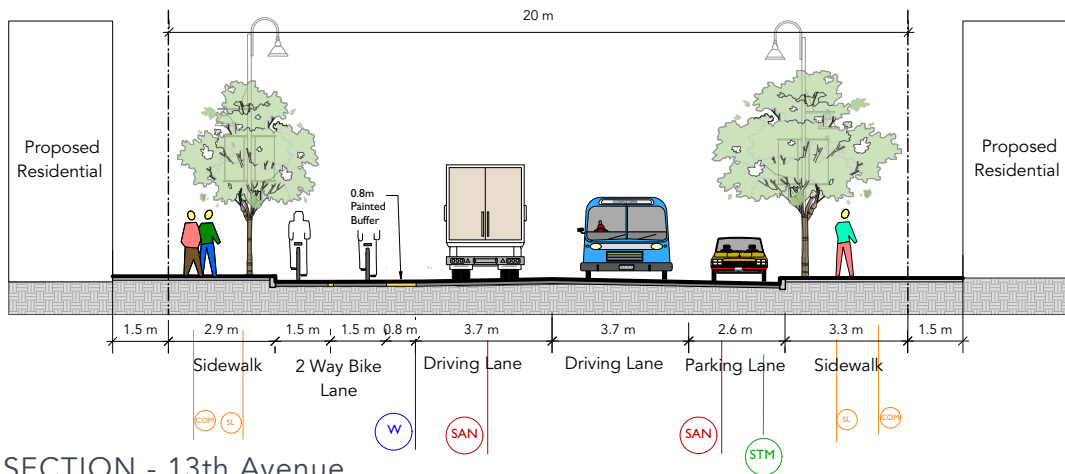 20 m
Proposed
Residential
Proposed
Residential
0.8m
Painted
Buffer
1.5 m
2.9 m
1.5 m
1.5 m
0.8 m
3.7 m
3.7 m
2.6 m
3.3 m
1.5 m
Sidewalk
2 Way Bike
Lane
Driving Lane
Driving Lane
Parking Lane
Sidewalk
COM
SL
W
SAN
SAN
STM
SL
COM
SECTION - 13th Avenue